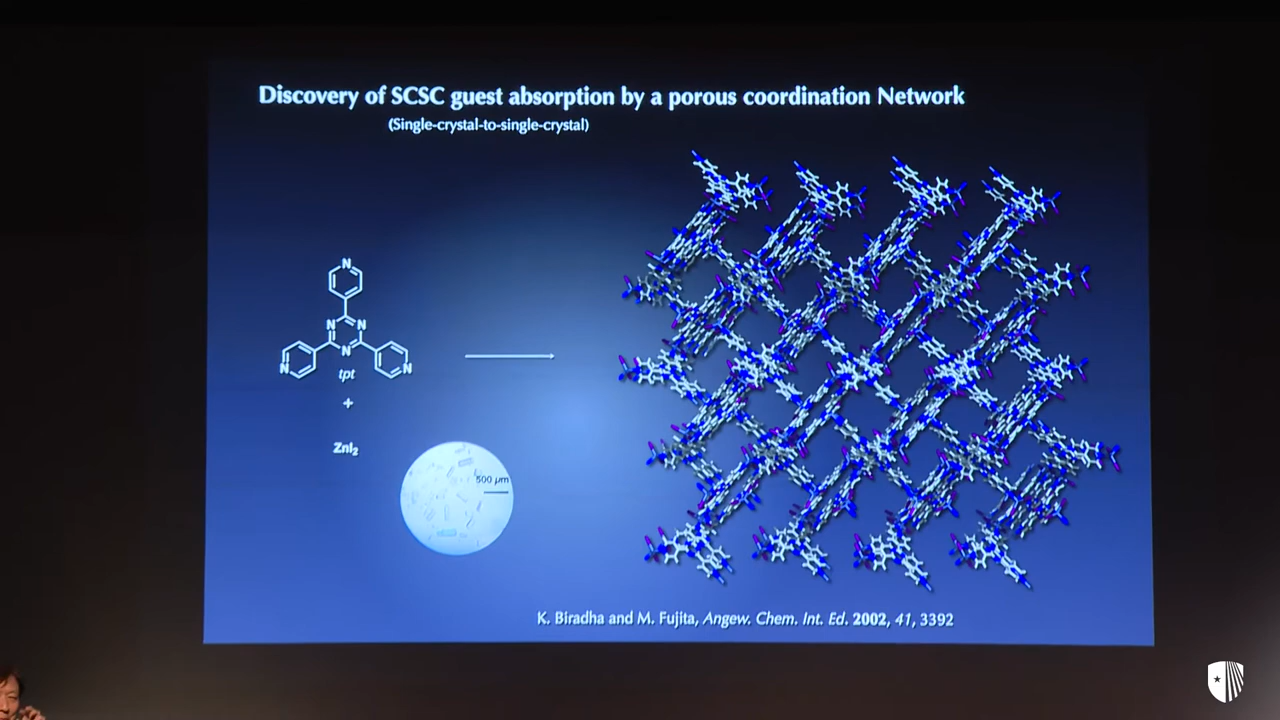 Discovery of SCSC guest absorption by a porous coordination Network
(Single-crystal-to-single-crystal)
N
N N
N
N N
tpt
+
ZnI₂
500 μm
K. Biradha and M. Fujita, Angew. Chem. Int. Ed. 2002, 41, 3392